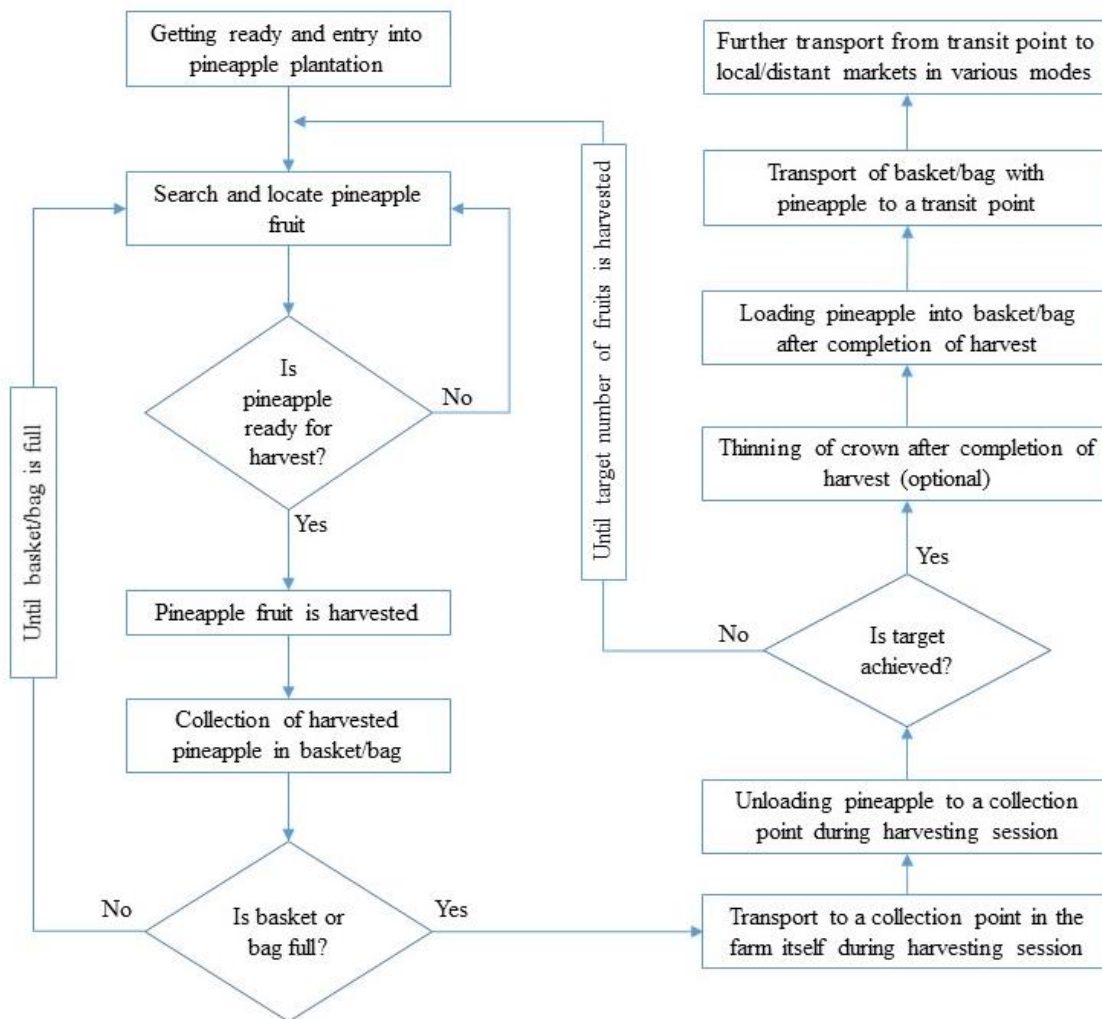 Getting ready and entry into
pineapple plantation
Search and locate pineapple
fruit
Is
pineapple
ready for
harvest?
No
Yes
Pineapple fruit is harvested
Collection of harvested
pineapple in basket/bag
Is basket or
bag full?
No
Until basket/bag is full
Yes
Transport to a collection point in the
farm itself during harvesting session
Unloading pineapple to a collection
point during harvesting session
Is target
achieved?
No
Until target number of fruits is harvested
Yes
Thinning of crown after completion of
harvest (optional)
Loading pineapple into basket/bag
after completion of harvest
Transport of basket/bag with
pineapple to a transit point
Further transport from transit point to
local/distant markets in various modes